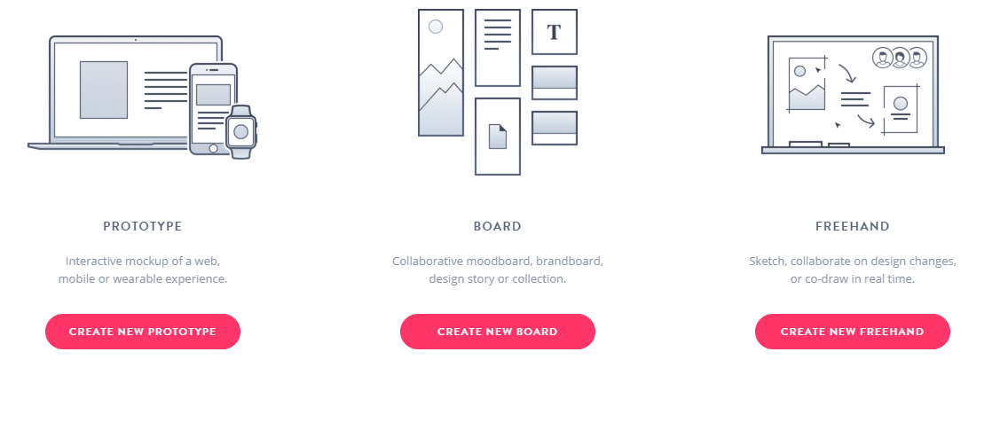 T
PROTOTYPE
Interactive mockup of a web,
mobile or wearable experience.
CREATE NEW PROTOTYPE
BOARD
Collaborative moodboard, brandboard,
design story or collection.
CREATE NEW BOARD
FREEHAND
Sketch, collaborate on design changes,
or co-draw in real time.
CREATE NEW FREEHAND